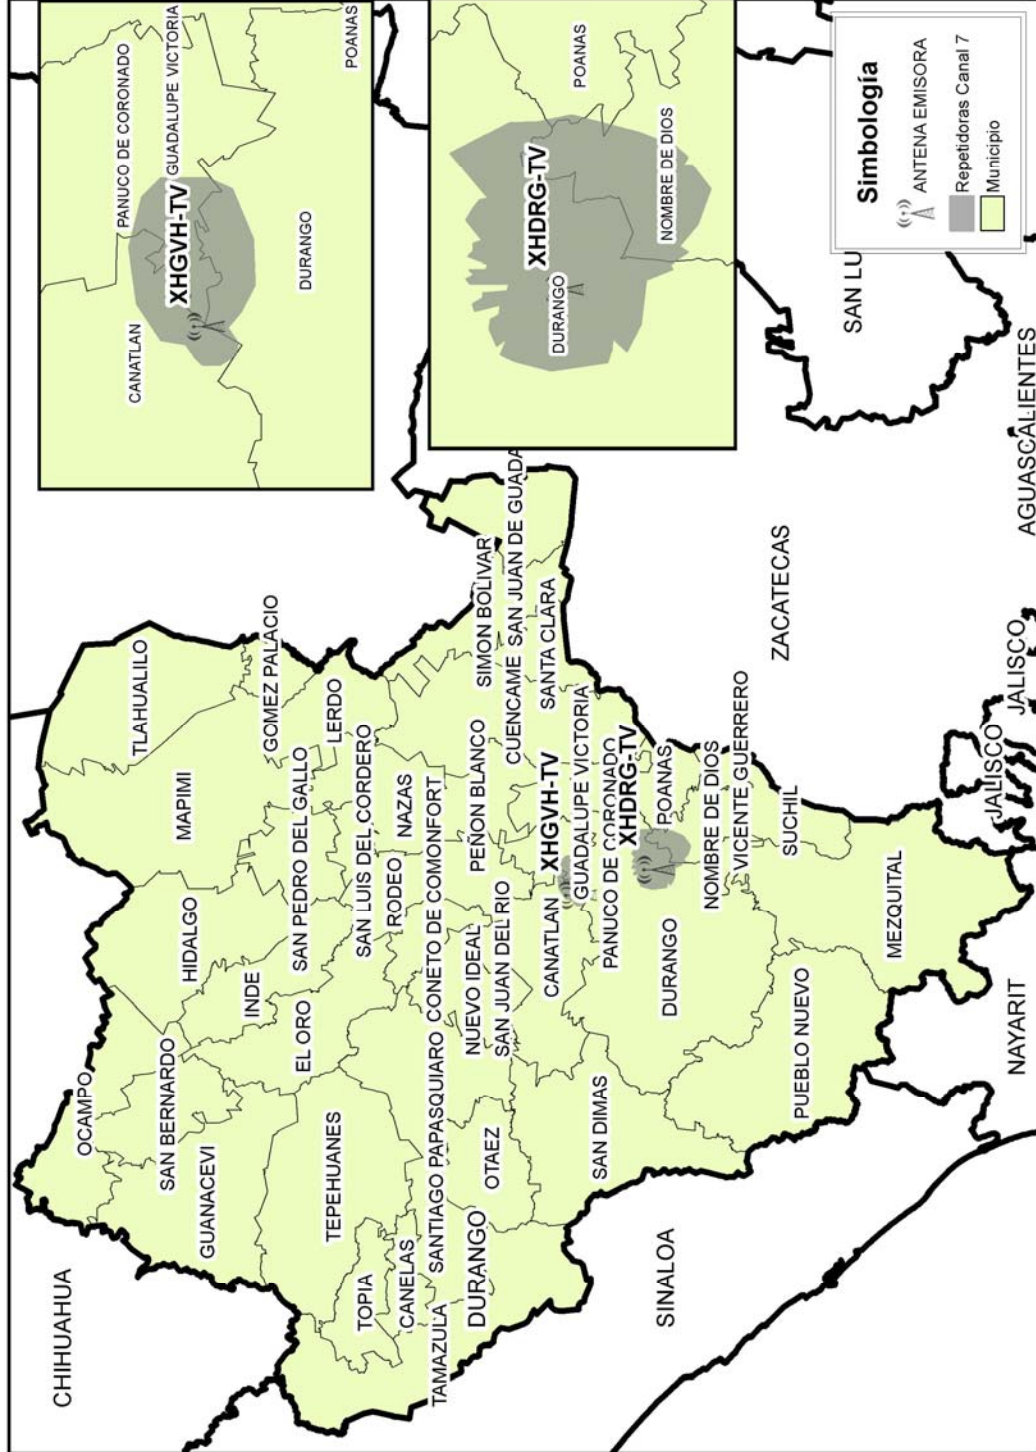 CHIHUAHUA
OCAMPO
SAN BERNARDO
GUANACEVI
HIDALGO
INDE
EL ORO
MAPIMI
TLAHUALILO
GOMEZ PALACIO
SAN PEDRO DEL GALLO
LERDO
TEPEHUANES
TOPIA
CANELAS
SAN LUIS DEL CORDERO
RODEO
NAZAS
TAMAZULA
SANTIAGO PAPASQUIARO
CONETO DE COMONFORT
DURANGO
OTAEZ
NUEVO IDEAL
SAN JUAN DEL RIO
PEÑON BLANCO
SIMON BOLIVAR
CUENCAME
SAN JUAN DE GUADA
SANTA CLARA
CANATLAN
XHGVH-TV
GUADALUPE VICTORIA
SAN DIMAS
PANUCO DE CORONADO
XHDRG-TV
DURANGO
POANAS
NOMBRE DE DIOS
VICENTE GUERRERO
SUCHIL
PUEBLO NUEVO
MEZQUITAL
SINALOA
NAYARIT
ZACATECAS
JALISCO
JALISCO
AGUASCALIENTES
SAN LU
CANATLAN
PANUCO DE CORONADO
XHGVH-TV
GUADALUPE VICTORIA
DURANGO
POANAS
XHDRG-TV
DURANGO
POANAS
NOMBRE DE DIOS
Simbología
ANTENA EMISORA
Repetidoras Canal 7
Municipio